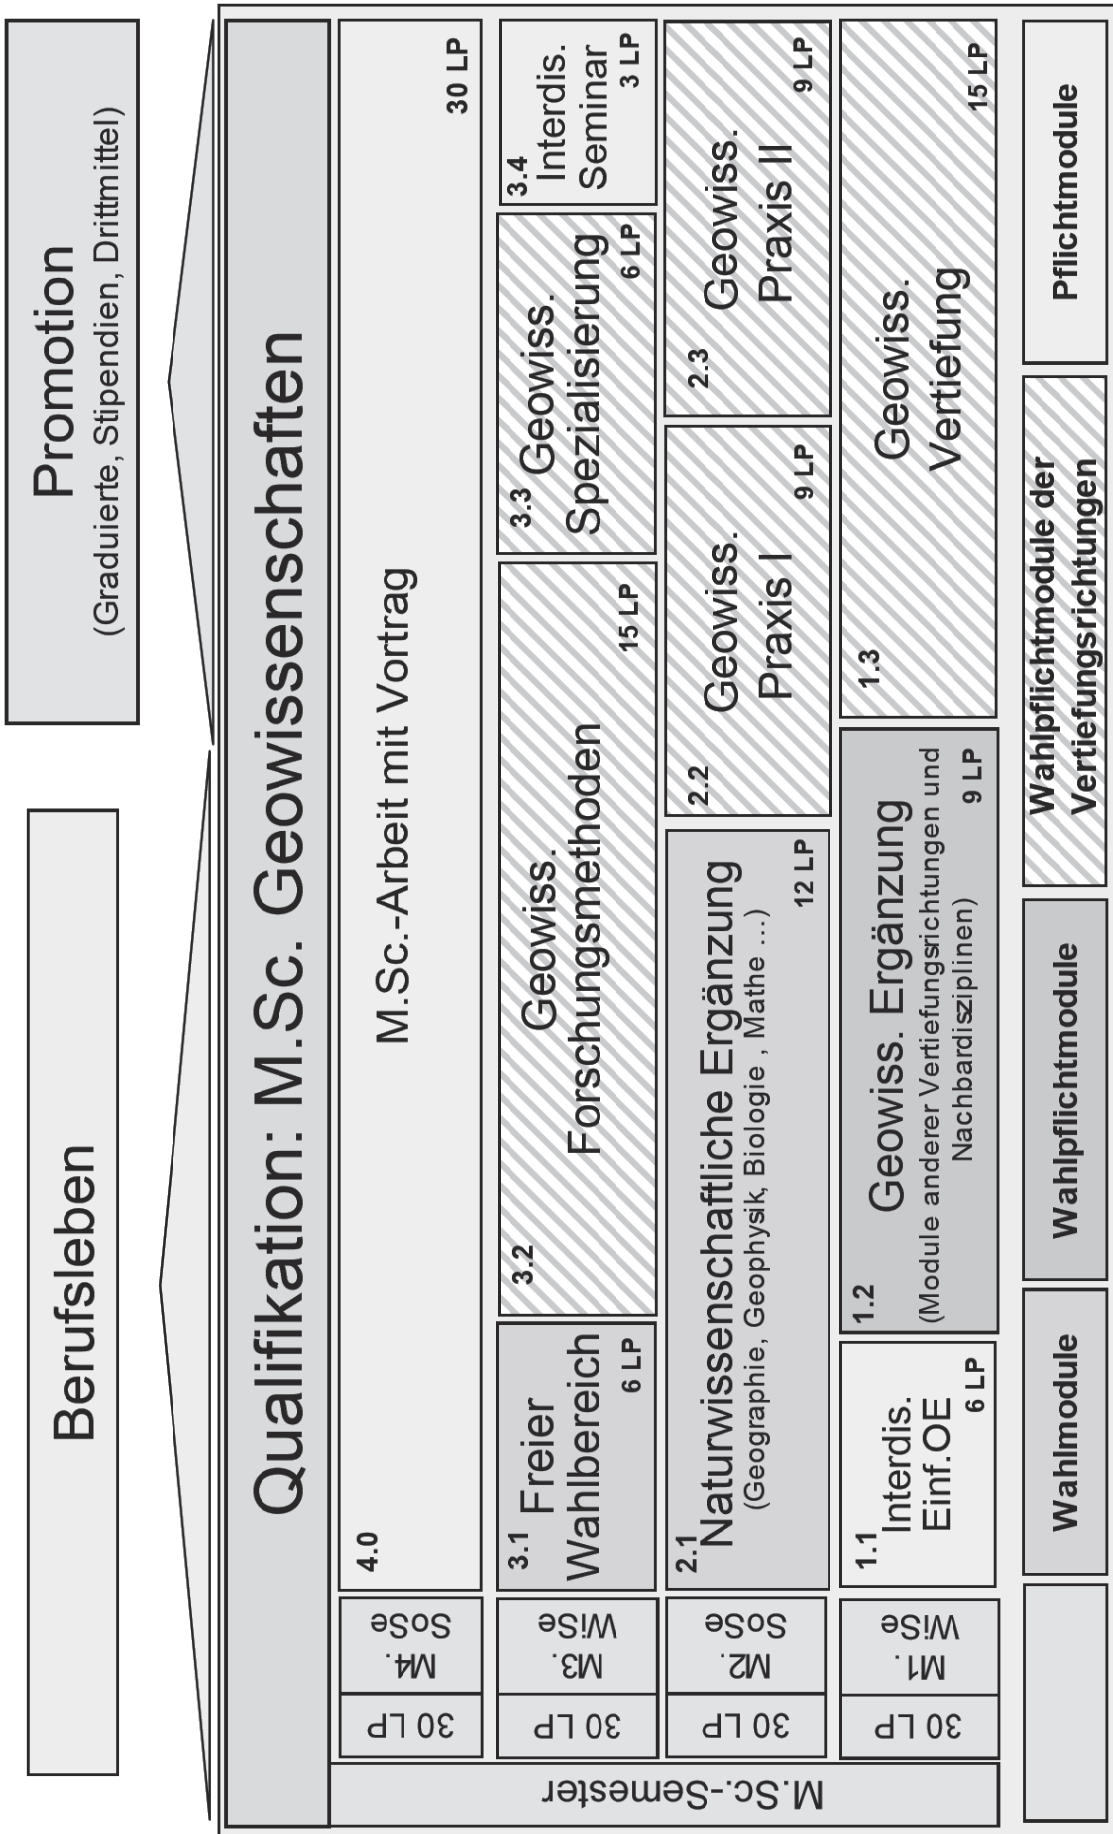 Berufsleben
Promotion
(Graduierte, Stipendien, Drittmittel)
Qualifikation: M.Sc. Geowissenschaften
M.Sc.-Semester
30 LP
M4.
SoSe
4.0
M.Sc.-Arbeit mit Vortrag
30 LP
30 LP
M3.
WiSe
3.1
Freier
Wahlbereich
6 LP
3.2
Geowiss.
Forschungsmethoden
15 LP
3.3
Geowiss.
Spezialisierung
6 LP
3.4
Interdis.
Seminar
3 LP
30 LP
M2.
SoSe
2.1
Naturwissenschaftliche Ergänzung
(Geographie, Geophysik, Biologie , Mathe ...)
12 LP
2.2
Geowiss.
Praxis I
9 LP
2.3
Geowiss.
Praxis II
9 LP
30 LP
M1.
WiSe
1.1
Interdis.
Einf.OE
6 LP
1.2
Geowiss. Ergänzung
(Module anderer Vertiefungsrichtungen und
Nachbardisziplinen)
9 LP
1.3
Geowiss.
Vertiefung
15 LP
Wahlmodule
Wahlpflichtmodule
Wahlpflichtmodule der
Vertiefungsrichtungen
Pflichtmodule